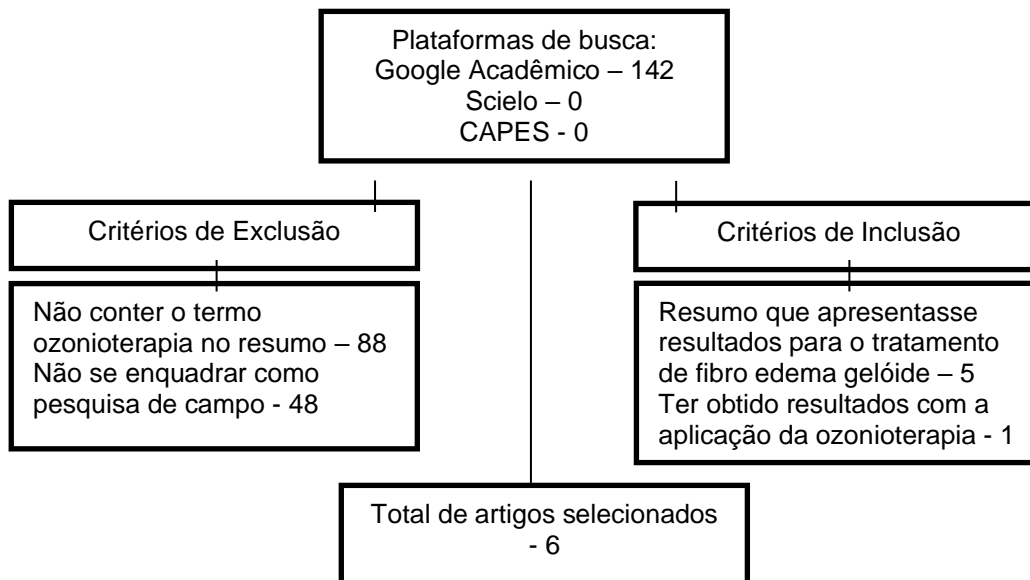 Plataformas de busca:
Google Acadêmico – 142
Scielo – 0
CAPES - 0
Critérios de Exclusão
Não conter o termo
ozonioterapia no resumo – 88
Não se enquadrar como
pesquisa de campo - 48
Critérios de Inclusão
Resumo que apresentasse
resultados para o tratamento
de fibro edema gelóide – 5
Ter obtido resultados com a
aplicação da ozonioterapia - 1
Total de artigos selecionados
- 6